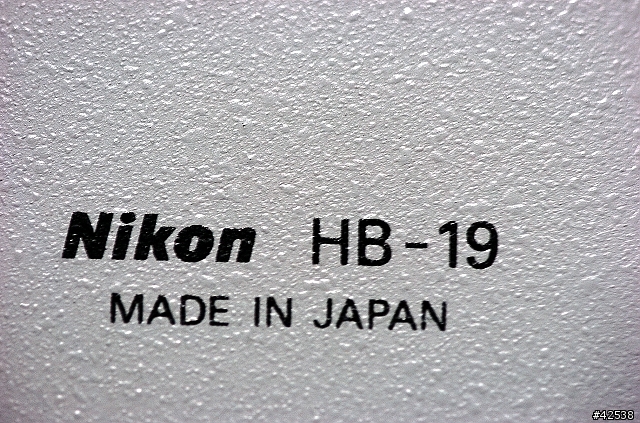 Nikon HB-19
MADE IN JAPAN
#42538